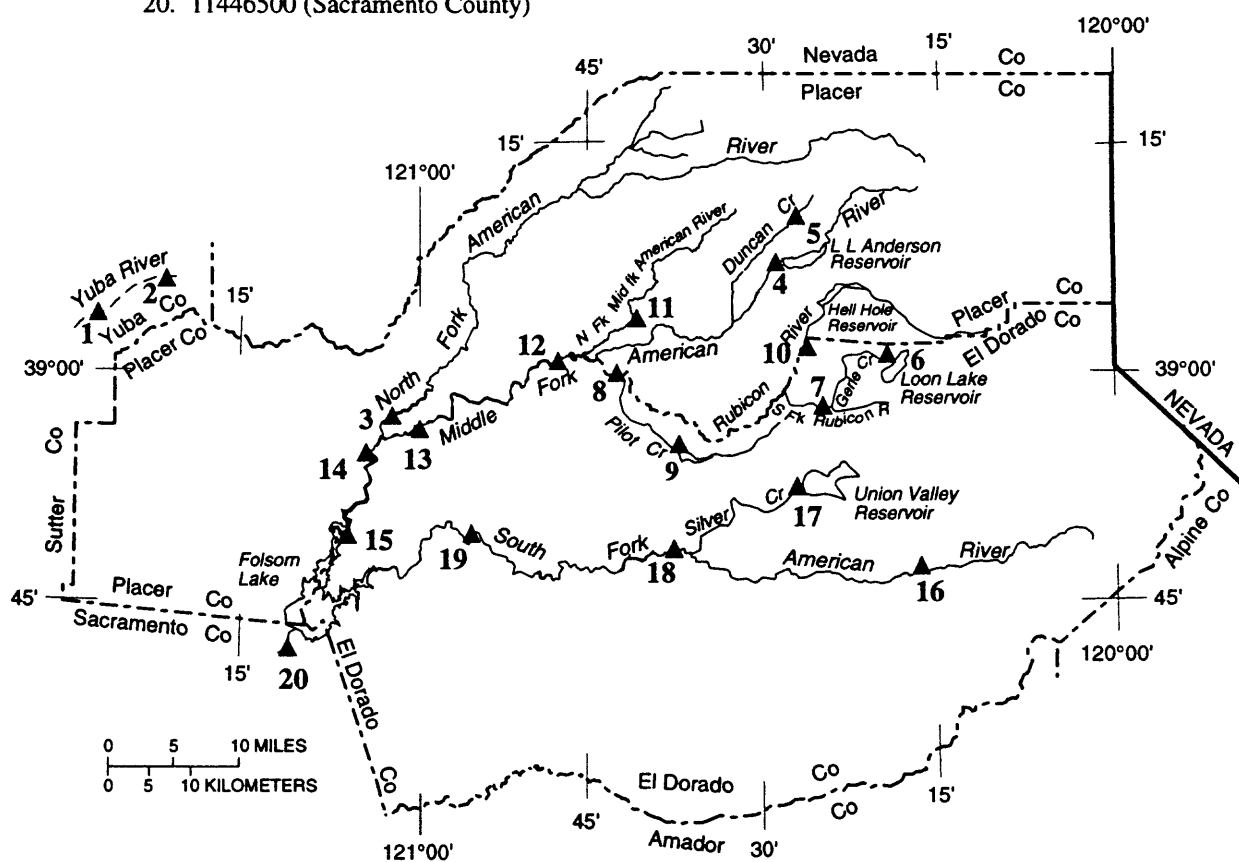 20. 11446500 (Sacramento County)
120°00'
30'
15'
45'
Nevada Co
Placer Co
15'
15'
River
121°00'
American
N Fk Mid Fk American River
Duncan Cr
5
River
L L Anderson
Reservoir
4
Yuba River
2
1
Yuba Co
Placer Co
15'
11
Fork
Hell Hole
Reservoir
Placer Co
El Dorado Co
River
10
12
American
Fork
8
39°00'
39°00'
6
Gerle Cr
Loon Lake
Reservoir
7
S Fk Rubicon R
Rubicon
NEVADA
North
3
Middle
13
Pilot Cr
9
14
Sutter Co
Cr
17
Union Valley
Reservoir
Silver
15
19
South
Fork
18
American River
16
Alpine Co
Folsom
Lake
45'
Placer Co
Sacramento Co
45'
15'
20
El Dorado Co
120°00'
0 5 10 MILES
0 5 10 KILOMETERS
El Dorado Co
Amador Co
15'
45'
30'
121°00'